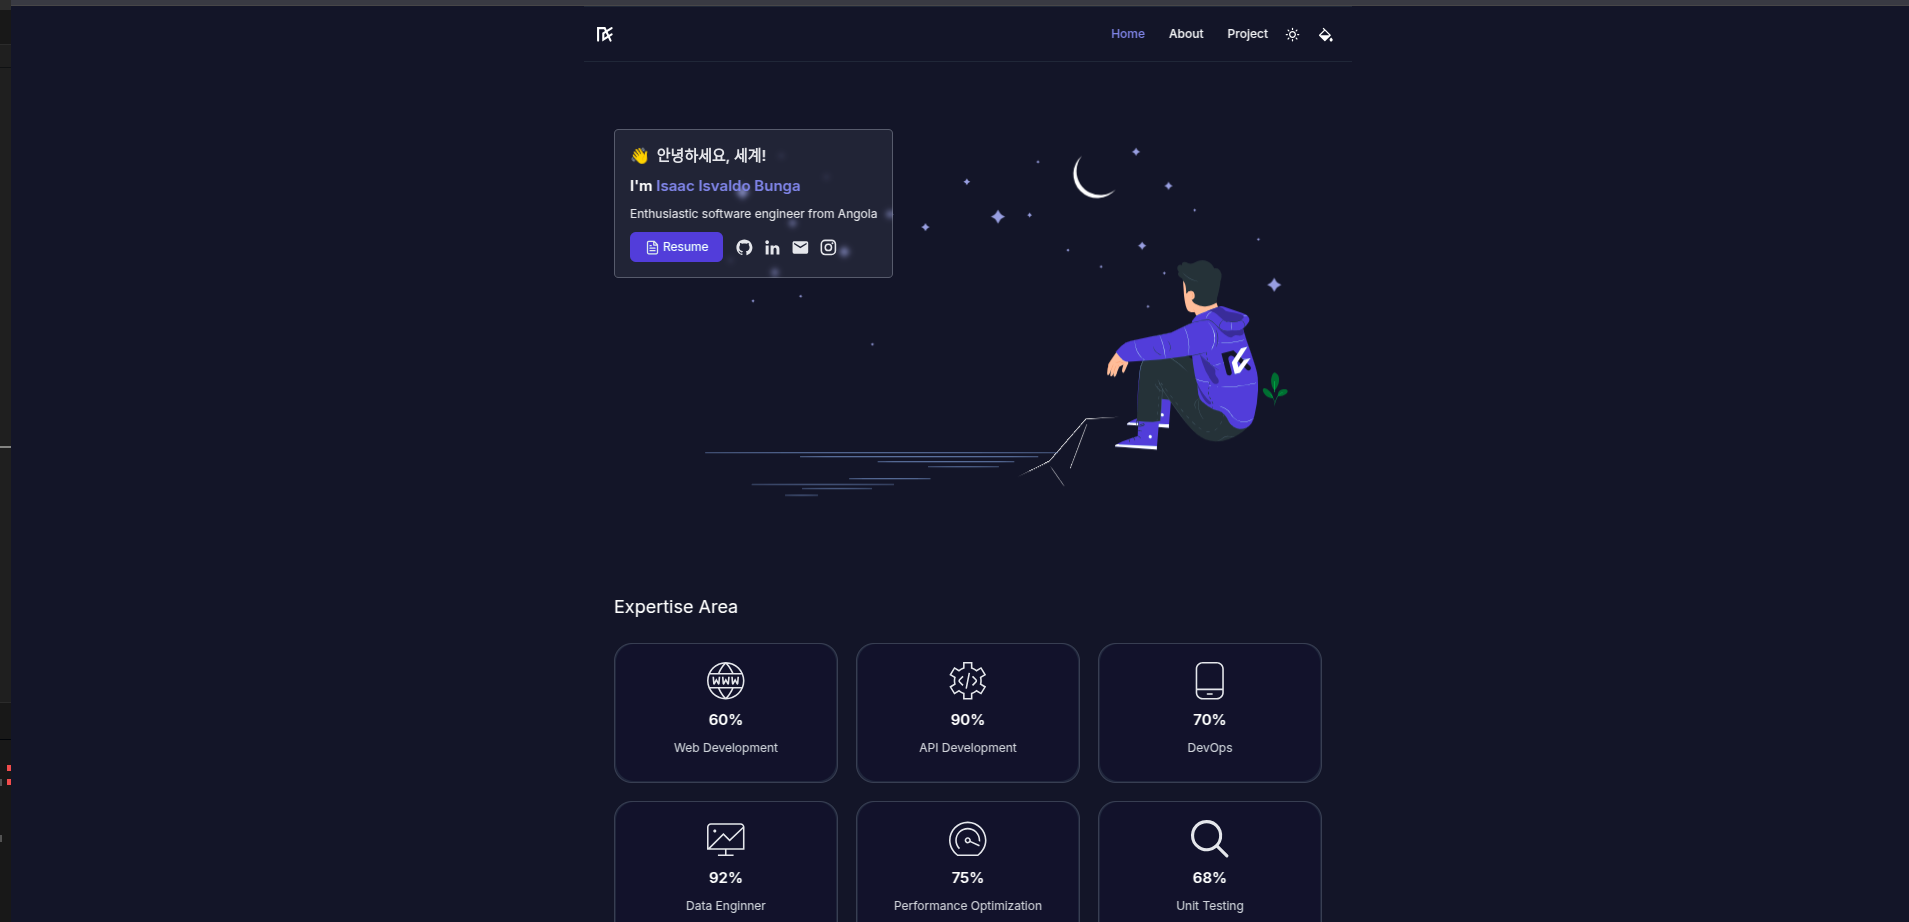 Home About Project
👋 안녕하세요, 세계!
I'm Isaac Isvaldo Bunga
Enthusiastic software engineer from Angola
Resume
Expertise Area
WWW
60%
Web Development
</>
90%
API Development
70%
DevOps
92%
Data Enginner
75%
Performance Optimization
68%
Unit Testing